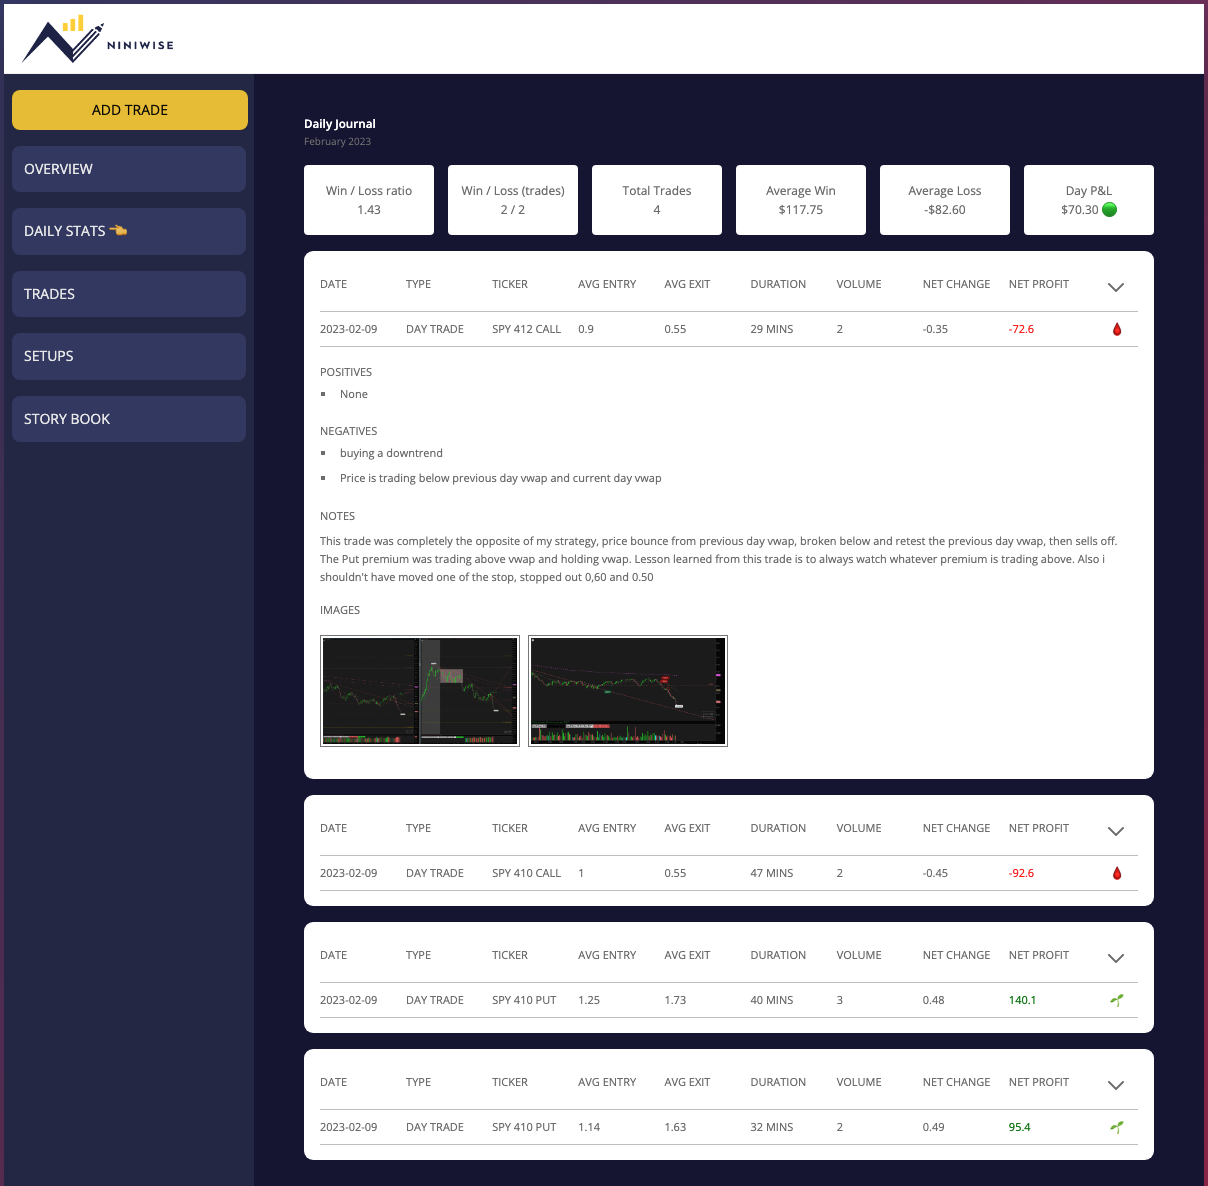 NINIWISE
ADD TRADE
OVERVIEW
DAILY STATS
TRADES
SETUPS
STORY BOOK
Daily Journal
February 2023
Win / Loss ratio
1.43
Win / Loss (trades)
2 / 2
Total Trades
4
Average Win
$117.75
Average Loss
-$82.60
Day P&L
$70.30
DATE TYPE TICKER AVG ENTRY AVG EXIT DURATION VOLUME NET CHANGE NET PROFIT
2023-02-09 DAY TRADE SPY 412 CALL 0.9 0.55 29 MINS 2 -0.35 -72.6
POSITIVES
None
NEGATIVES
buying a downtrend
Price is trading below previous day vwap and current day vwap
NOTES
This trade was completely the opposite of my strategy, price bounce from previous day vwap, broken below and retest the previous day vwap, then sells off.
The Put premium was trading above vwap and holding vwap. Lesson learned from this trade is to always watch whatever premium is trading above. Also i
shouldn't have moved one of the stop, stopped out 0,60 and 0.50
IMAGES
DATE TYPE TICKER AVG ENTRY AVG EXIT DURATION VOLUME NET CHANGE NET PROFIT
2023-02-09 DAY TRADE SPY 410 CALL 1 0.55 47 MINS 2 -0.45 -92.6
DATE TYPE TICKER AVG ENTRY AVG EXIT DURATION VOLUME NET CHANGE NET PROFIT
2023-02-09 DAY TRADE SPY 410 PUT 1.25 1.73 40 MINS 3 0.48 140.1
DATE TYPE TICKER AVG ENTRY AVG EXIT DURATION VOLUME NET CHANGE NET PROFIT
2023-02-09 DAY TRADE SPY 410 PUT 1.14 1.63 32 MINS 2 0.49 95.4